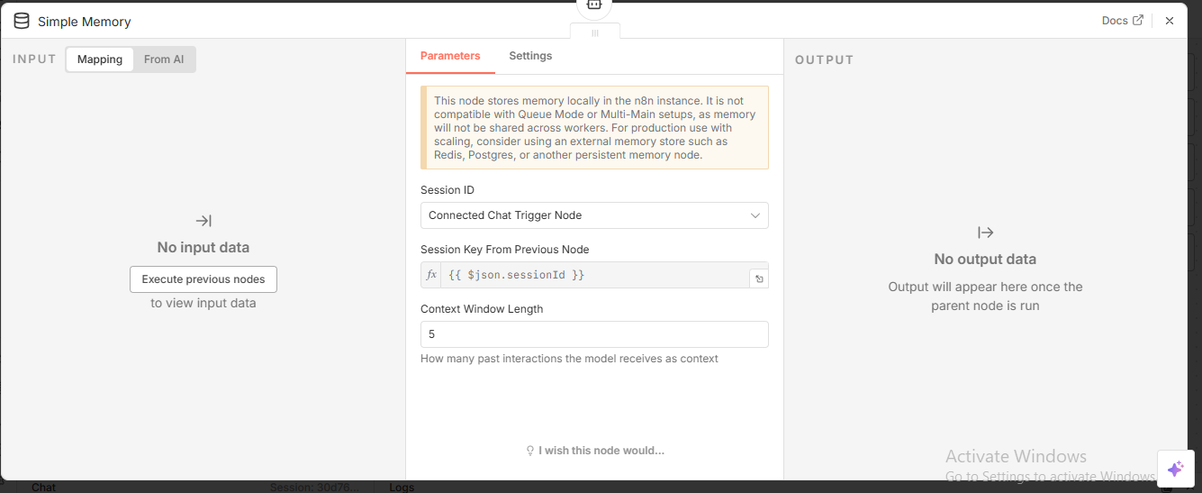 Simple Memory
Docs
INPUT
Mapping
From AI
No input data
Execute previous nodes
to view input data
Parameters
Settings
This node stores memory locally in the n8n instance. It is not
compatible with Queue Mode or Multi-Main setups, as memory
will not be shared across workers. For production use with
scaling, consider using an external memory store such as
Redis, Postgres, or another persistent memory node.
Session ID
Connected Chat Trigger Node
Session Key From Previous Node
fx {{ $json.sessionId }}
Context Window Length
5
How many past interactions the model receives as context
I wish this node would...
OUTPUT
No output data
Output will appear here once the
parent node is run
Activate Windows
Go to Settings to activate Windows.
Chat
Session: 30d76...
Logs